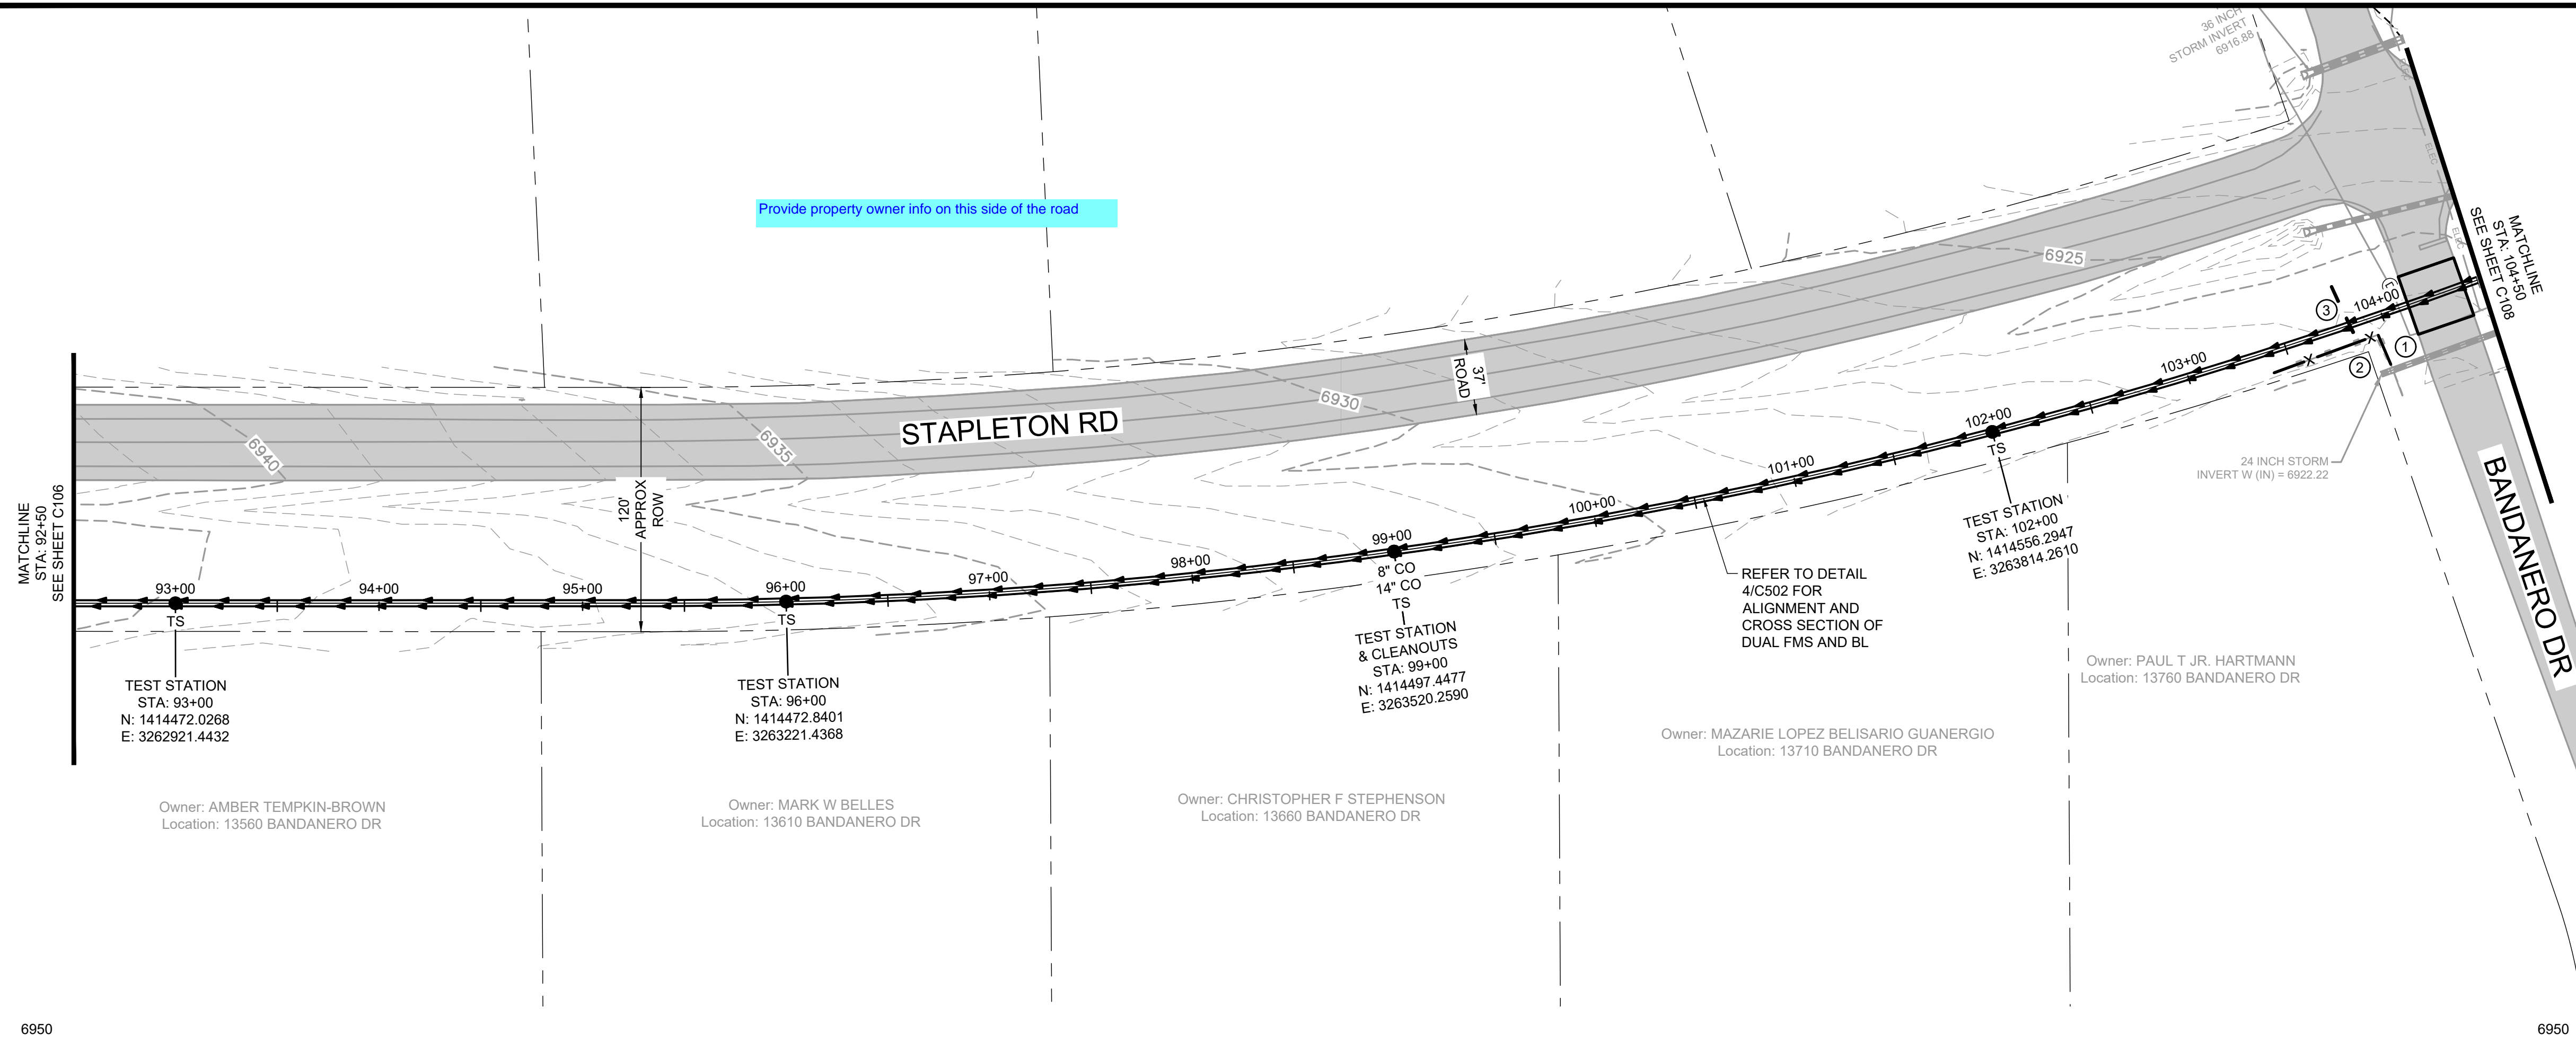 36 INCH
STORM INVERT
6916.88
Provide property owner info on this side of the road
MATCHLINE
STA: 104+50
SEE SHEET C108
6925
37'
ROAD
6930
STAPLETON RD
6935
6940
120'
APPROX
ROW
MATCHLINE
STA: 92+50
SEE SHEET C106
93+00
94+00
95+00
96+00
97+00
98+00
99+00
100+00
101+00
102+00
103+00
104+00
1
2
3
X
X
ELEC
ELEC
ELEC
24 INCH STORM
INVERT W (IN) = 6922.22
BANDANERO DR
TS
TEST STATION
STA: 93+00
N: 1414472.0268
E: 3262921.4432
TS
TEST STATION
STA: 96+00
N: 1414472.8401
E: 3263221.4368
8" CO
14" CO
TS
TEST STATION
& CLEANOUTS
STA: 99+00
N: 1414497.4477
E: 3263520.2590
REFER TO DETAIL
4/C502 FOR
ALIGNMENT AND
CROSS SECTION OF
DUAL FMS AND BL
TS
TEST STATION
STA: 102+00
N: 1414556.2947
E: 3263814.2610
Owner: AMBER TEMPKIN-BROWN
Location: 13560 BANDANERO DR
Owner: MARK W BELLES
Location: 13610 BANDANERO DR
Owner: CHRISTOPHER F STEPHENSON
Location: 13660 BANDANERO DR
Owner: MAZARIE LOPEZ BELISARIO GUANERGIO
Location: 13710 BANDANERO DR
Owner: PAUL T JR. HARTMANN
Location: 13760 BANDANERO DR
6950
6950